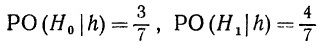 PO(H₀|h) = 3/7, PO(H₁|h) = 4/7